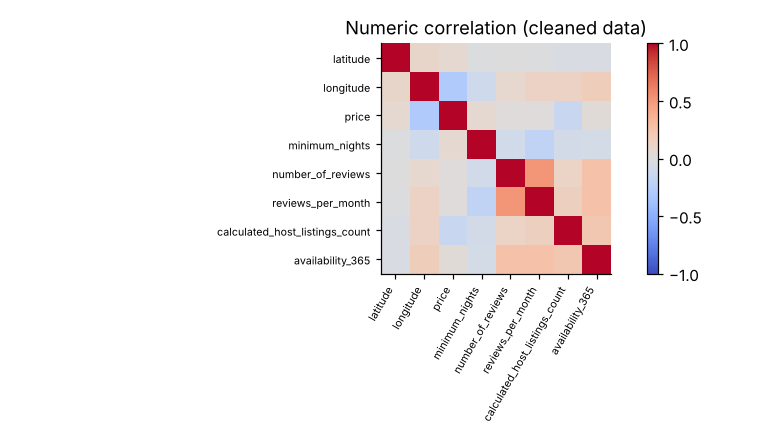 Numeric correlation (cleaned data)
latitude
longitude
price
minimum_nights
number_of_reviews
reviews_per_month
calculated_host_listings_count
availability_365
latitude
longitude
price
minimum_nights
number_of_reviews
reviews_per_month
calculated_host_listings_count
availability_365
1.0
0.5
0.0
−0.5
−1.0